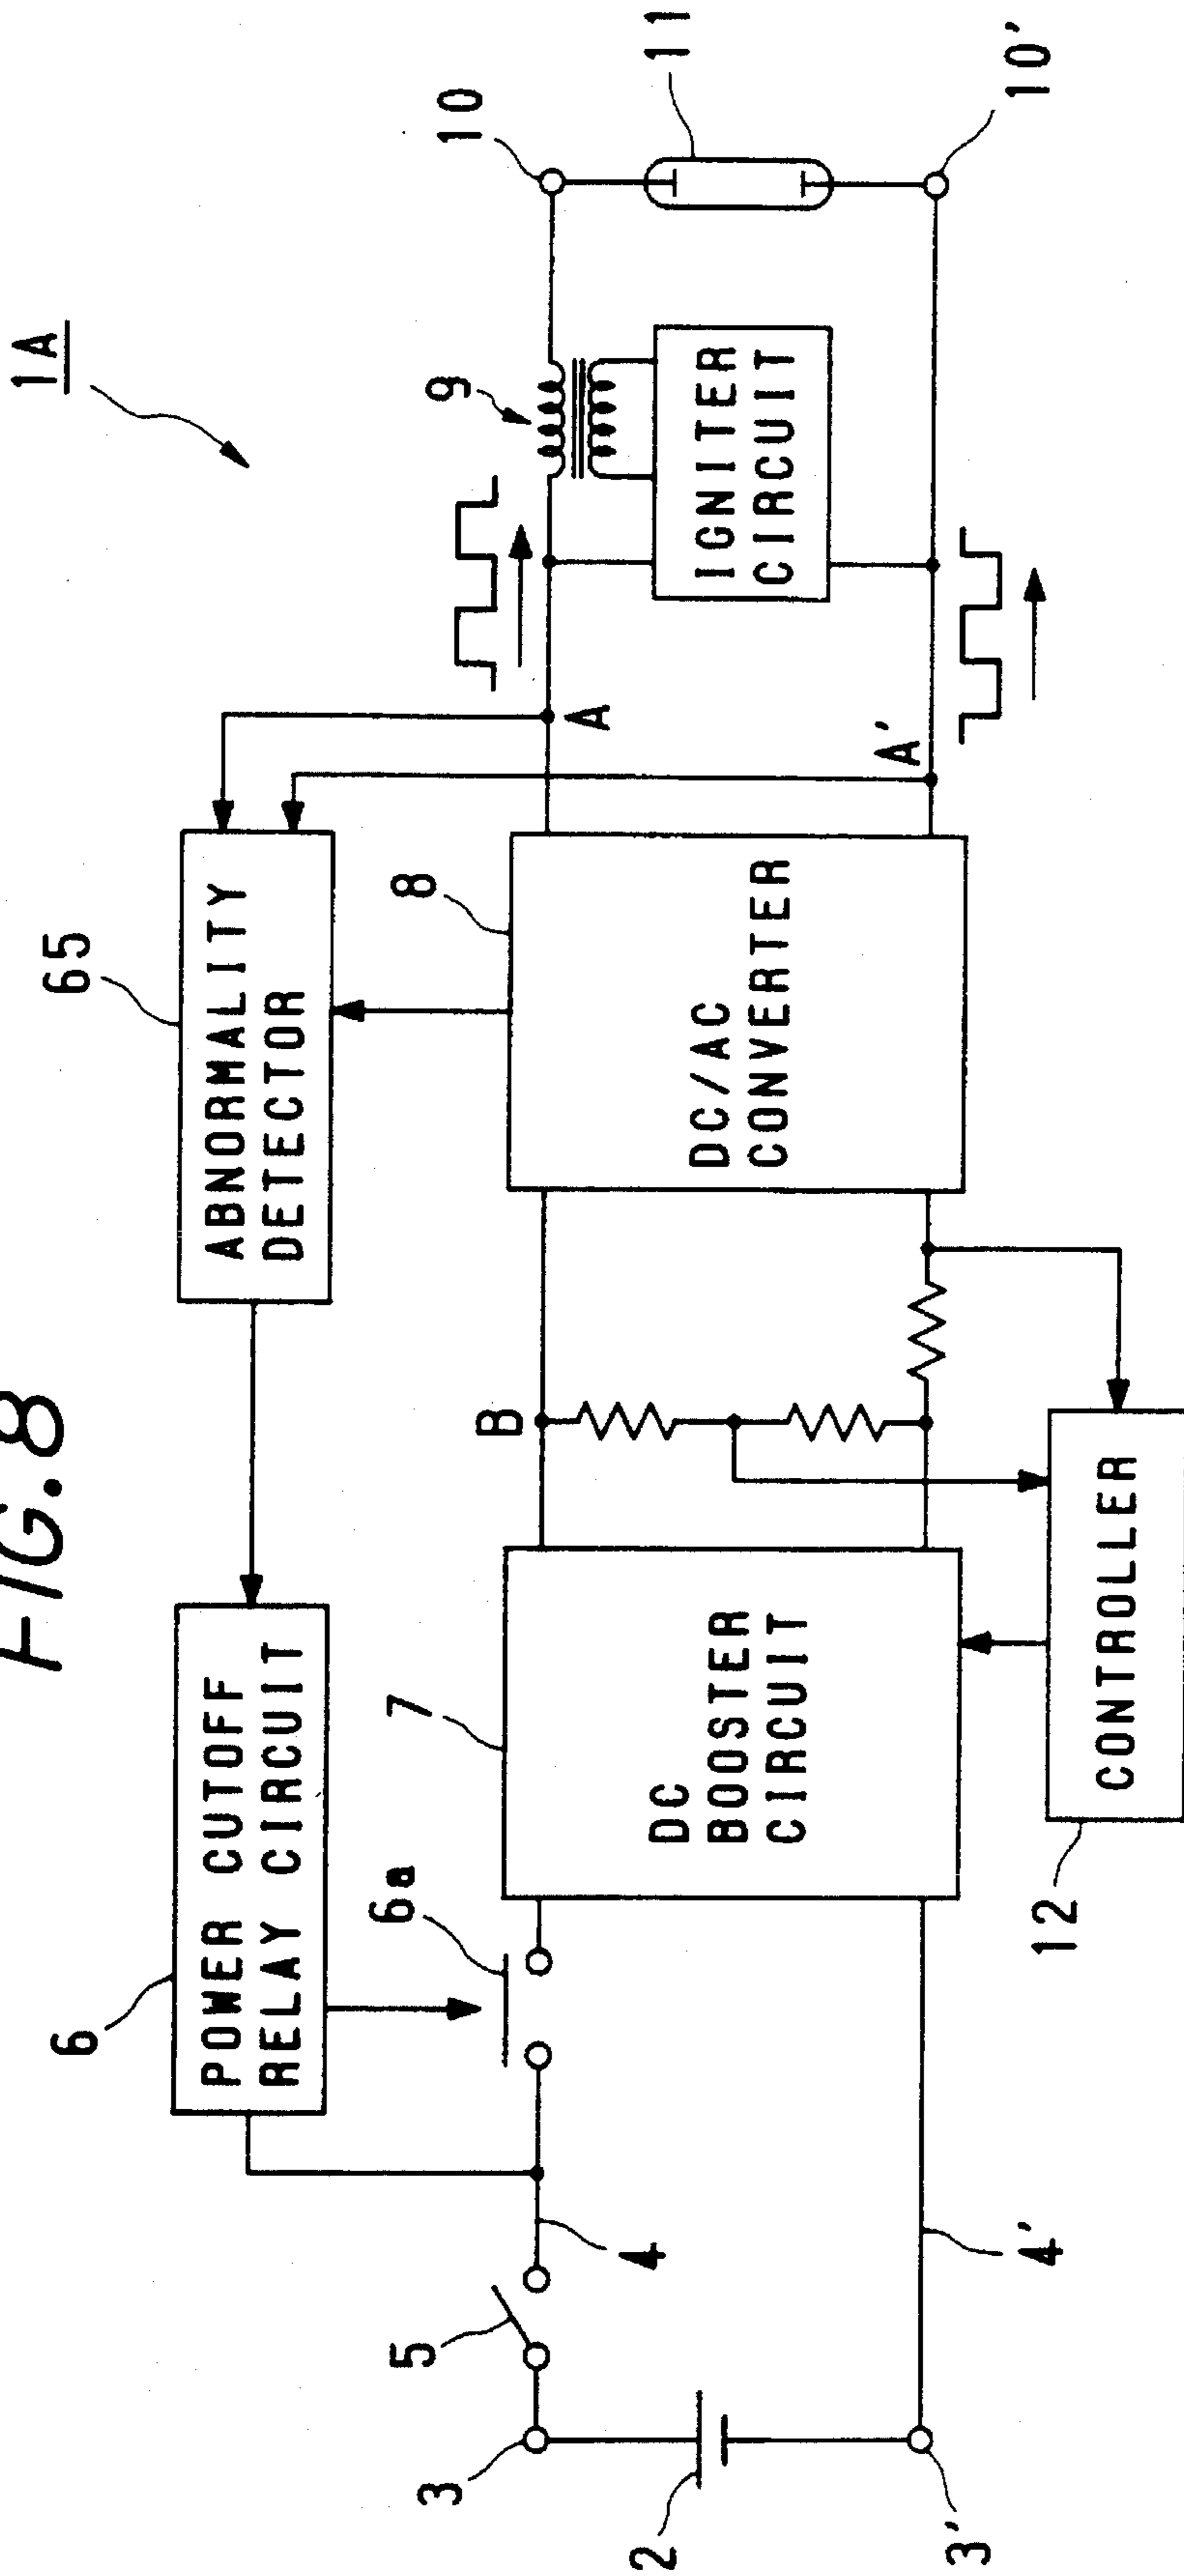 FIG.8
1A
65
6
POWER CUTOFF
RELAY CIRCUIT
ABNORMALITY
DETECTOR
6a
7
DC
BOOSTER
CIRCUIT
B
8
DC/AC
CONVERTER
A
A'
9
IGNITER
CIRCUIT
10
11
10'
5
3
4
2
3'
4'
12
CONTROLLER